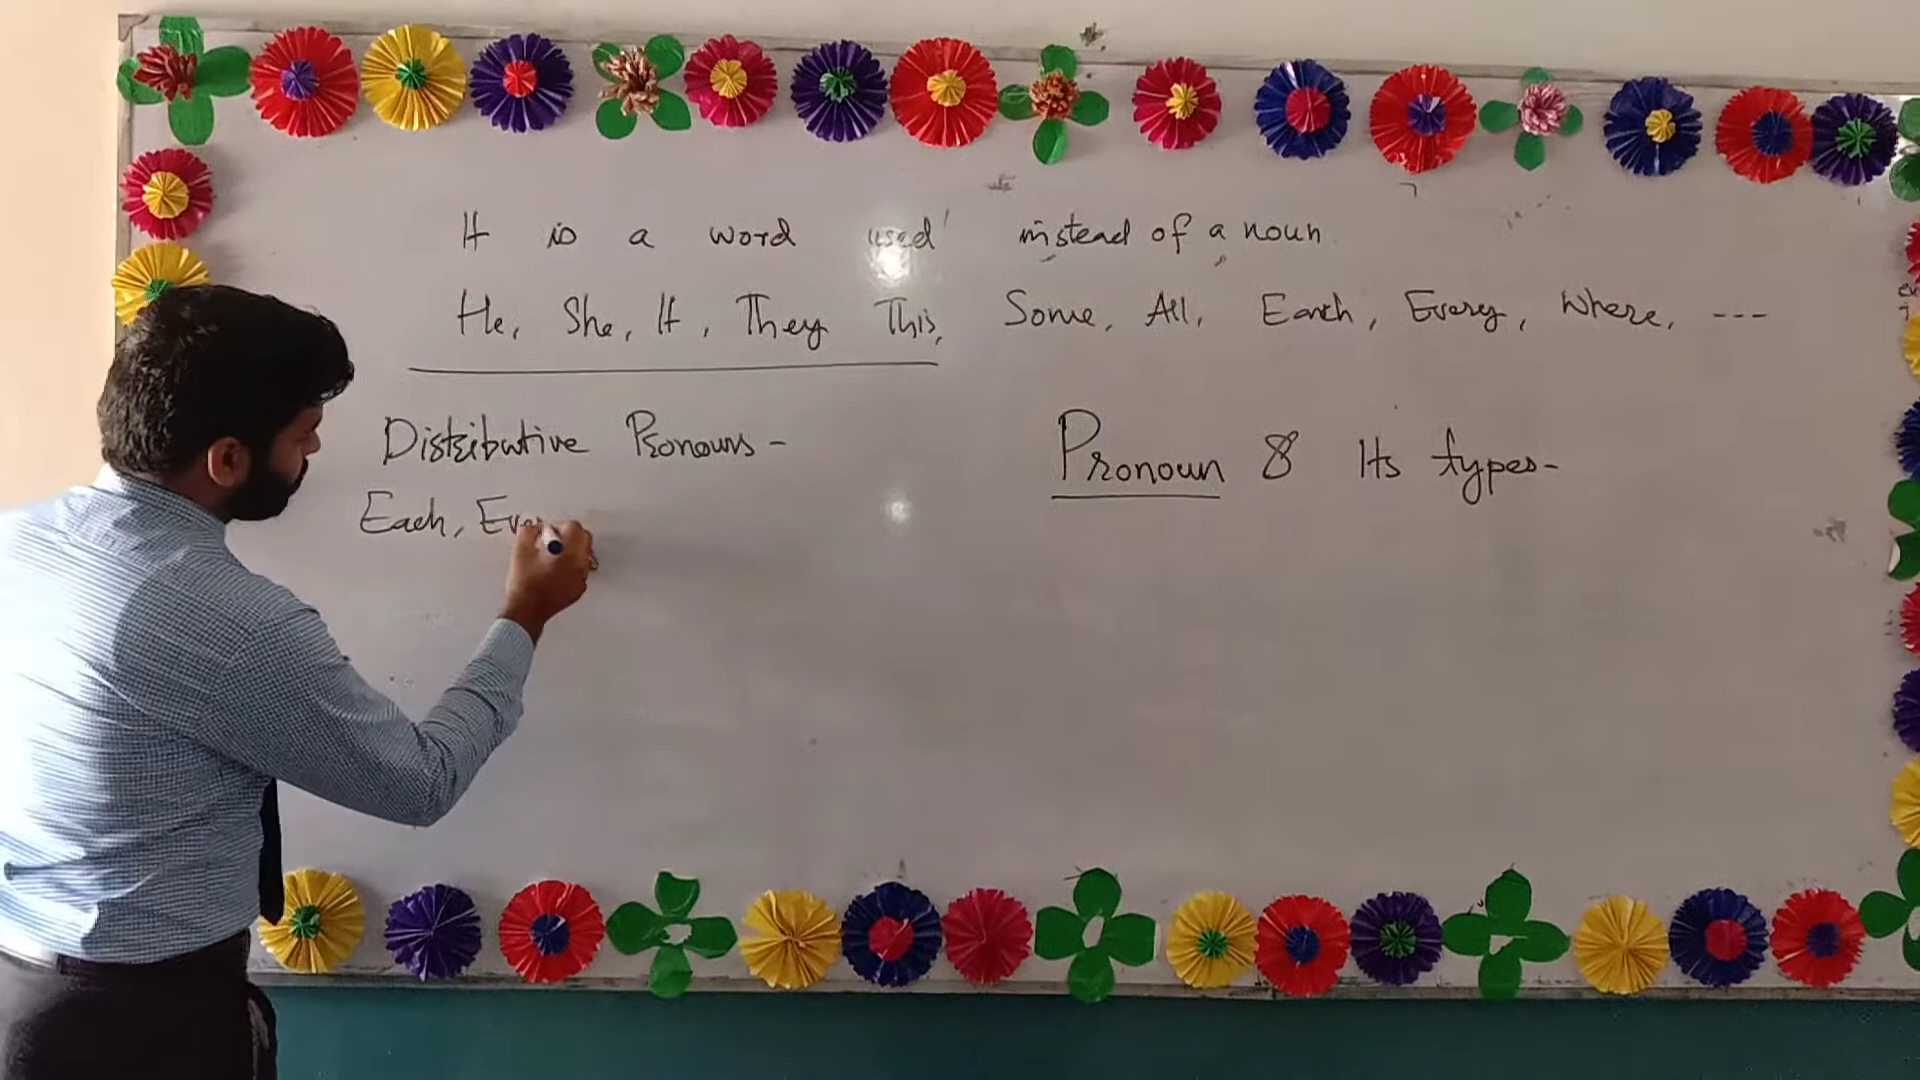 It is a word used instead of a noun
He, She, It, They This, Some, All, Each, Every, Where, ---
Distributive Pronouns -
Pronoun & Its types-
Each, Eve